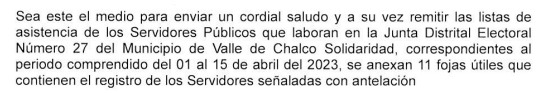 Sea este el medio para enviar un cordial saludo y a su vez remitir las listas de
asistencia de los Servidores Públicos que laboran en la Junta Distrital Electoral
Número 27 del Municipio de Valle de Chalco Solidaridad, correspondientes al
periodo comprendido del 01 al 15 de abril del 2023, se anexan 11 fojas útiles que
contienen el registro de los Servidores señaladas con antelación